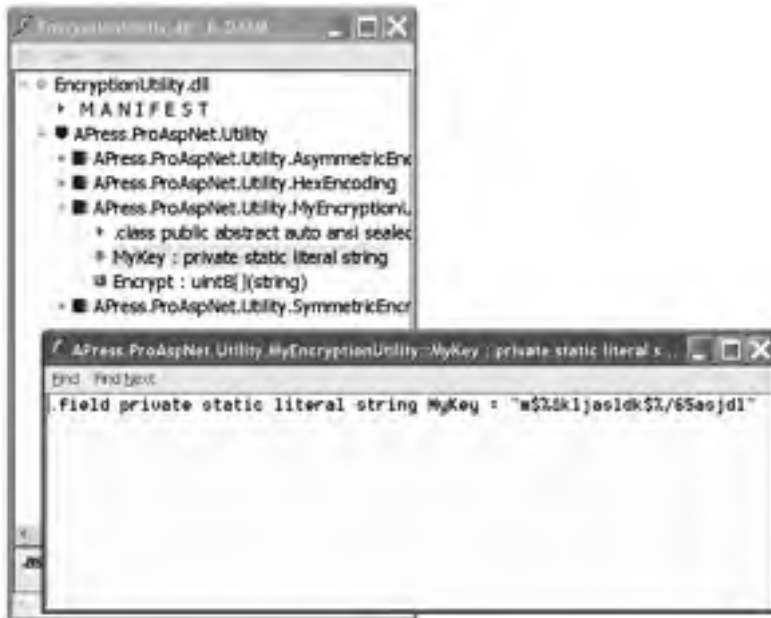 EncryptionUtility.dll
MANIFEST
APress.ProAspNet.Utility
APress.ProAspNet.Utility.AsymmetricEnc
APress.ProAspNet.Utility.HexEncoding
APress.ProAspNet.Utility.MyEncryptionU
.class public abstract auto ansi sealed
MyKey : private static literal string
Encrypt : uint8[](string)
APress.ProAspNet.Utility.SymmetricEncr
APress.ProAspNet.Utility.MyEncryptionUtility::MyKey : private static literal s...
Find Find Next
.field private static literal string MyKey = "m$%&kljasldk$%/65asjdl"
.as